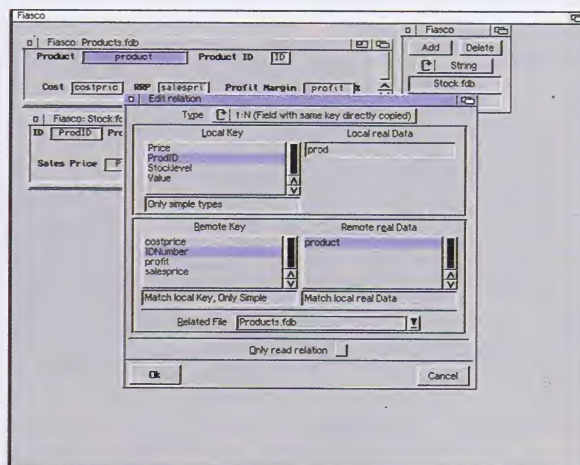 Fiasco
Fiasco: Products.fdb
Product product Product ID ID
Cost costpric RRP salespri Profit Margin profit %
Fiasco
Add Delete
String
Stock.fdb
Fiasco: Stock.fd
ID ProdID Pro
Sales Price P
Edit relation
Type 1:N (Field with same key directly copied)
Local Key
Price
ProdID
Stocklevel
Value
Only simple types
Local real Data
prod
Remote Key
costprice
IDNumber
profit
salesprice
Match local Key, Only Simple
Remote real Data
product
Match local real Data
Related File Products.fdb
Only read relation
Ok Cancel